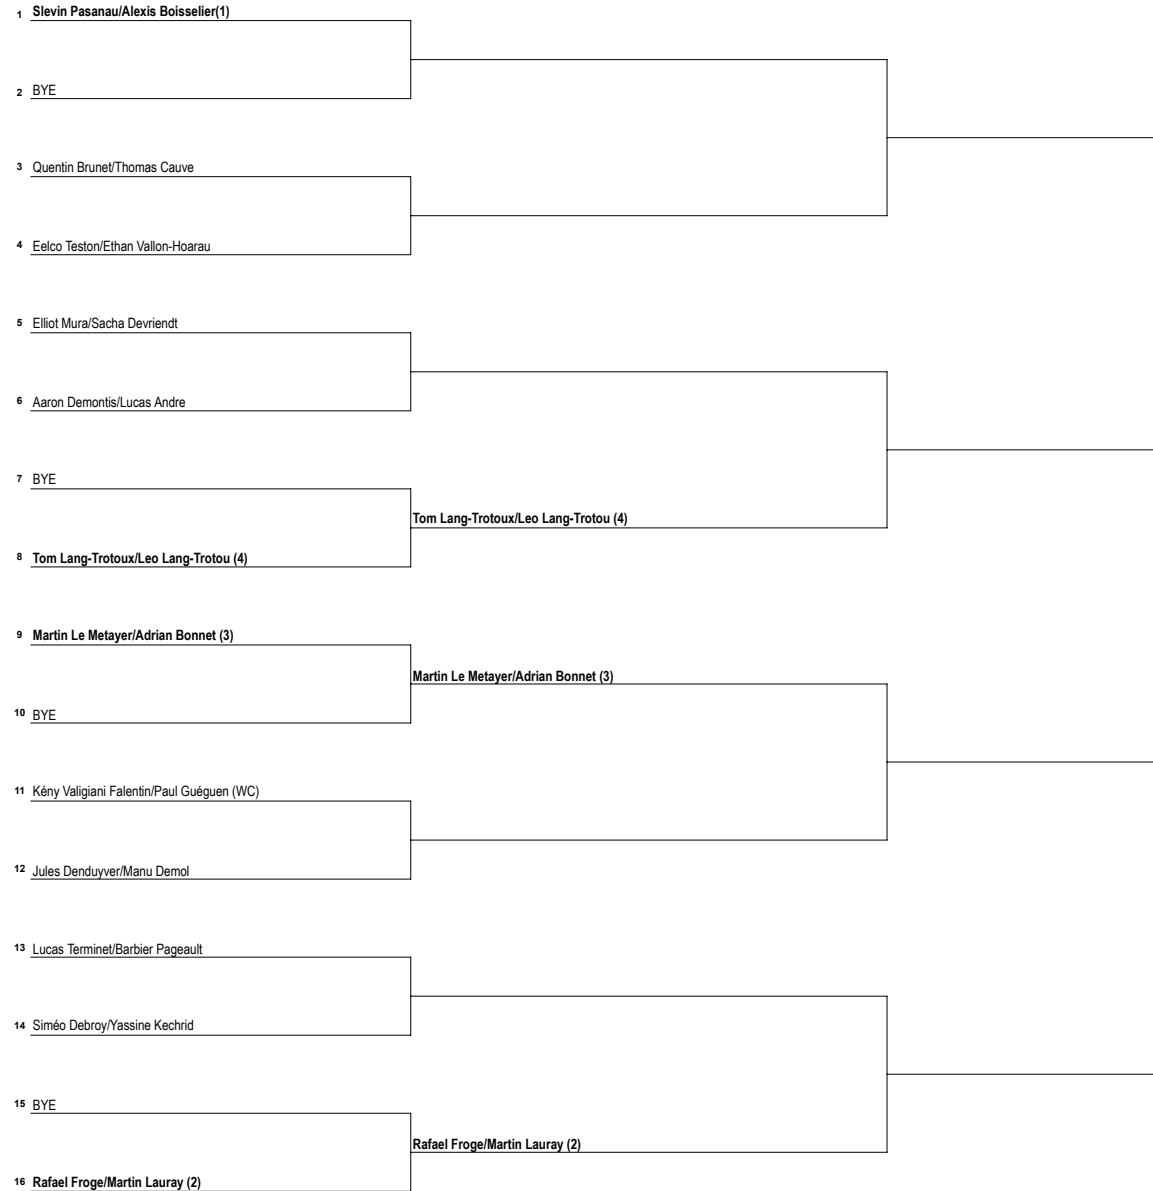 1 Slevin Pasanau/Alexis Boisselier(1)
2 BYE
3 Quentin Brunet/Thomas Cauve
4 Eelco Teston/Ethan Vallon-Hoarau
5 Elliot Mura/Sacha Devriendt
6 Aaron Demontis/Lucas Andre
7 BYE
Tom Lang-Trotoux/Leo Lang-Trotou (4)
8 Tom Lang-Trotoux/Leo Lang-Trotou (4)
9 Martin Le Metayer/Adrian Bonnet (3)
Martin Le Metayer/Adrian Bonnet (3)
10 BYE
11 Kény Valigiani Falentin/Paul Guéguen (WC)
12 Jules Denduyver/Manu Demol
13 Lucas Terminet/Barbier Pageault
14 Siméo Debroy/Yassine Kechrid
15 BYE
Rafael Froge/Martin Lauray (2)
16 Rafael Froge/Martin Lauray (2)